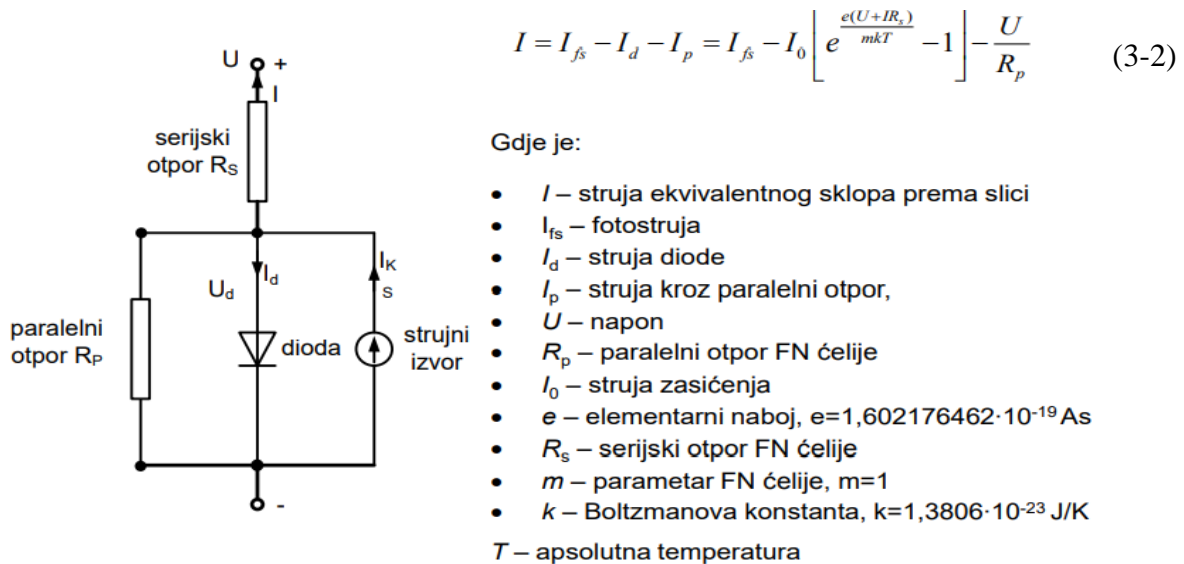 I = I_fs − I_d − I_p = I_fs − I_0 [ e^{e(U+IR_s)/mkT} − 1 ] − U/R_p (3-2)
U +
I
serijski
otpor R_S
I_d
I_K
S
U_d
paralelni
otpor R_P
dioda
strujni
izvor
-
Gdje je:
• I – struja ekvivalentnog sklopa prema slici
• I_fs – fotostruja
• I_d – struja diode
• I_p – struja kroz paralelni otpor,
• U – napon
• R_p – paralelni otpor FN ćelije
• I_0 – struja zasićenja
• e – elementarni naboj, e=1,602176462·10^-19 As
• R_s – serijski otpor FN ćelije
• m – parametar FN ćelije, m=1
• k – Boltzmanova konstanta, k=1,3806·10^-23 J/K
T – apsolutna temperatura